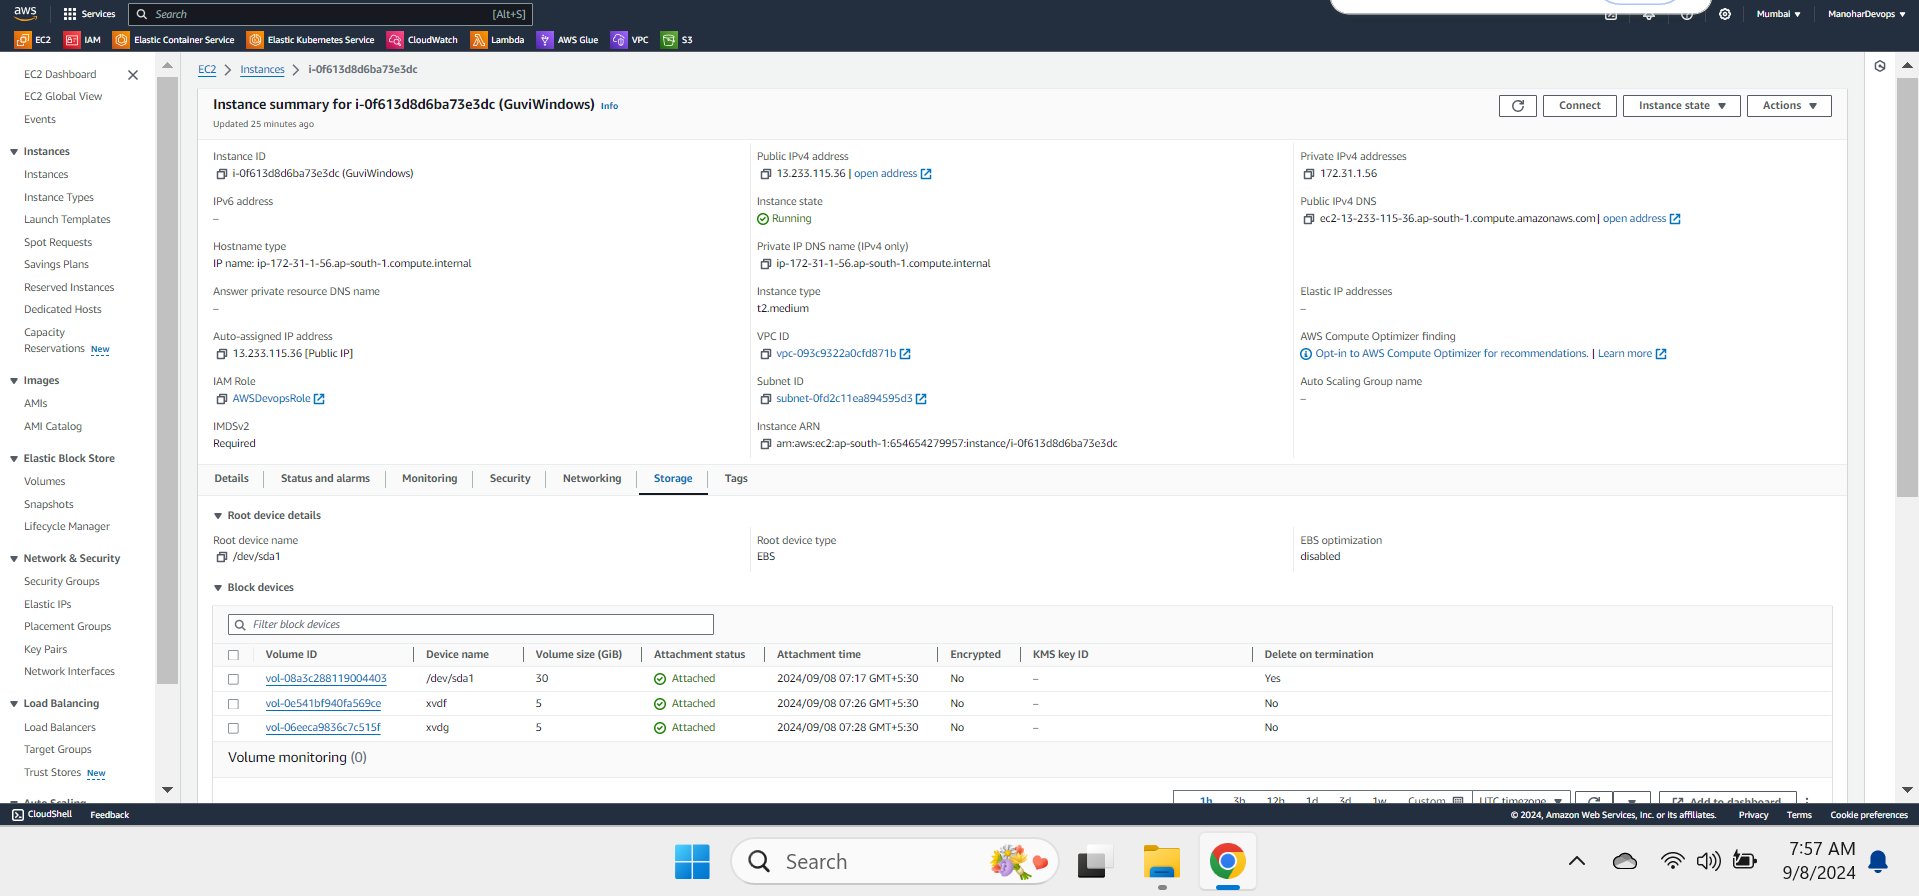 aws Services Search [Alt+S] Mumbai ManoharDevops
EC2 IAM Elastic Container Service Elastic Kubernetes Service CloudWatch Lambda AWS Glue VPC S3
EC2 Dashboard
EC2 Global View
Events
Instances
Instances
Instance Types
Launch Templates
Spot Requests
Savings Plans
Reserved Instances
Dedicated Hosts
Capacity
Reservations New
Images
AMIs
AMI Catalog
Elastic Block Store
Volumes
Snapshots
Lifecycle Manager
Network & Security
Security Groups
Elastic IPs
Placement Groups
Key Pairs
Network Interfaces
Load Balancing
Load Balancers
Target Groups
Trust Stores New
Auto Scaling
EC2 > Instances > i-0f613d8d6ba73e3dc
Instance summary for i-0f613d8d6ba73e3dc (GuviWindows) Info
Updated 25 minutes ago
Connect Instance state Actions
Instance ID
i-0f613d8d6ba73e3dc (GuviWindows)
IPv6 address
–
Hostname type
IP name: ip-172-31-1-56.ap-south-1.compute.internal
Answer private resource DNS name
–
Auto-assigned IP address
13.233.115.36 [Public IP]
IAM Role
AWSDevopsRole
IMDSv2
Required
Public IPv4 address
13.233.115.36 | open address
Instance state
Running
Private IP DNS name (IPv4 only)
ip-172-31-1-56.ap-south-1.compute.internal
Instance type
t2.medium
VPC ID
vpc-093c9322a0cfd871b
Subnet ID
subnet-0fd2c11ea894595d3
Instance ARN
arn:aws:ec2:ap-south-1:654654279957:instance/i-0f613d8d6ba73e3dc
Private IPv4 addresses
172.31.1.56
Public IPv4 DNS
ec2-13-233-115-36.ap-south-1.compute.amazonaws.com | open address
Elastic IP addresses
–
AWS Compute Optimizer finding
Opt-in to AWS Compute Optimizer for recommendations. | Learn more
Auto Scaling Group name
–
Details Status and alarms Monitoring Security Networking Storage Tags
Root device details
Root device name
/dev/sda1
Root device type
EBS
EBS optimization
disabled
Block devices
Filter block devices
Volume ID Device name Volume size (GiB) Attachment status Attachment time Encrypted KMS key ID Delete on termination
vol-08a3c288119004403 /dev/sda1 30 Attached 2024/09/08 07:17 GMT+5:30 No – Yes
vol-0e541bf940fa569ce xvdf 5 Attached 2024/09/08 07:26 GMT+5:30 No – No
vol-06eeca9836c7c515f xvdg 5 Attached 2024/09/08 07:28 GMT+5:30 No – No
Volume monitoring (0)
1h 3h 12h 1d 3d 1w Custom UTC timezone Add to dashboard
CloudShell Feedback © 2024, Amazon Web Services, Inc. or its affiliates. Privacy Terms Cookie preferences
Search
7:57 AM
9/8/2024